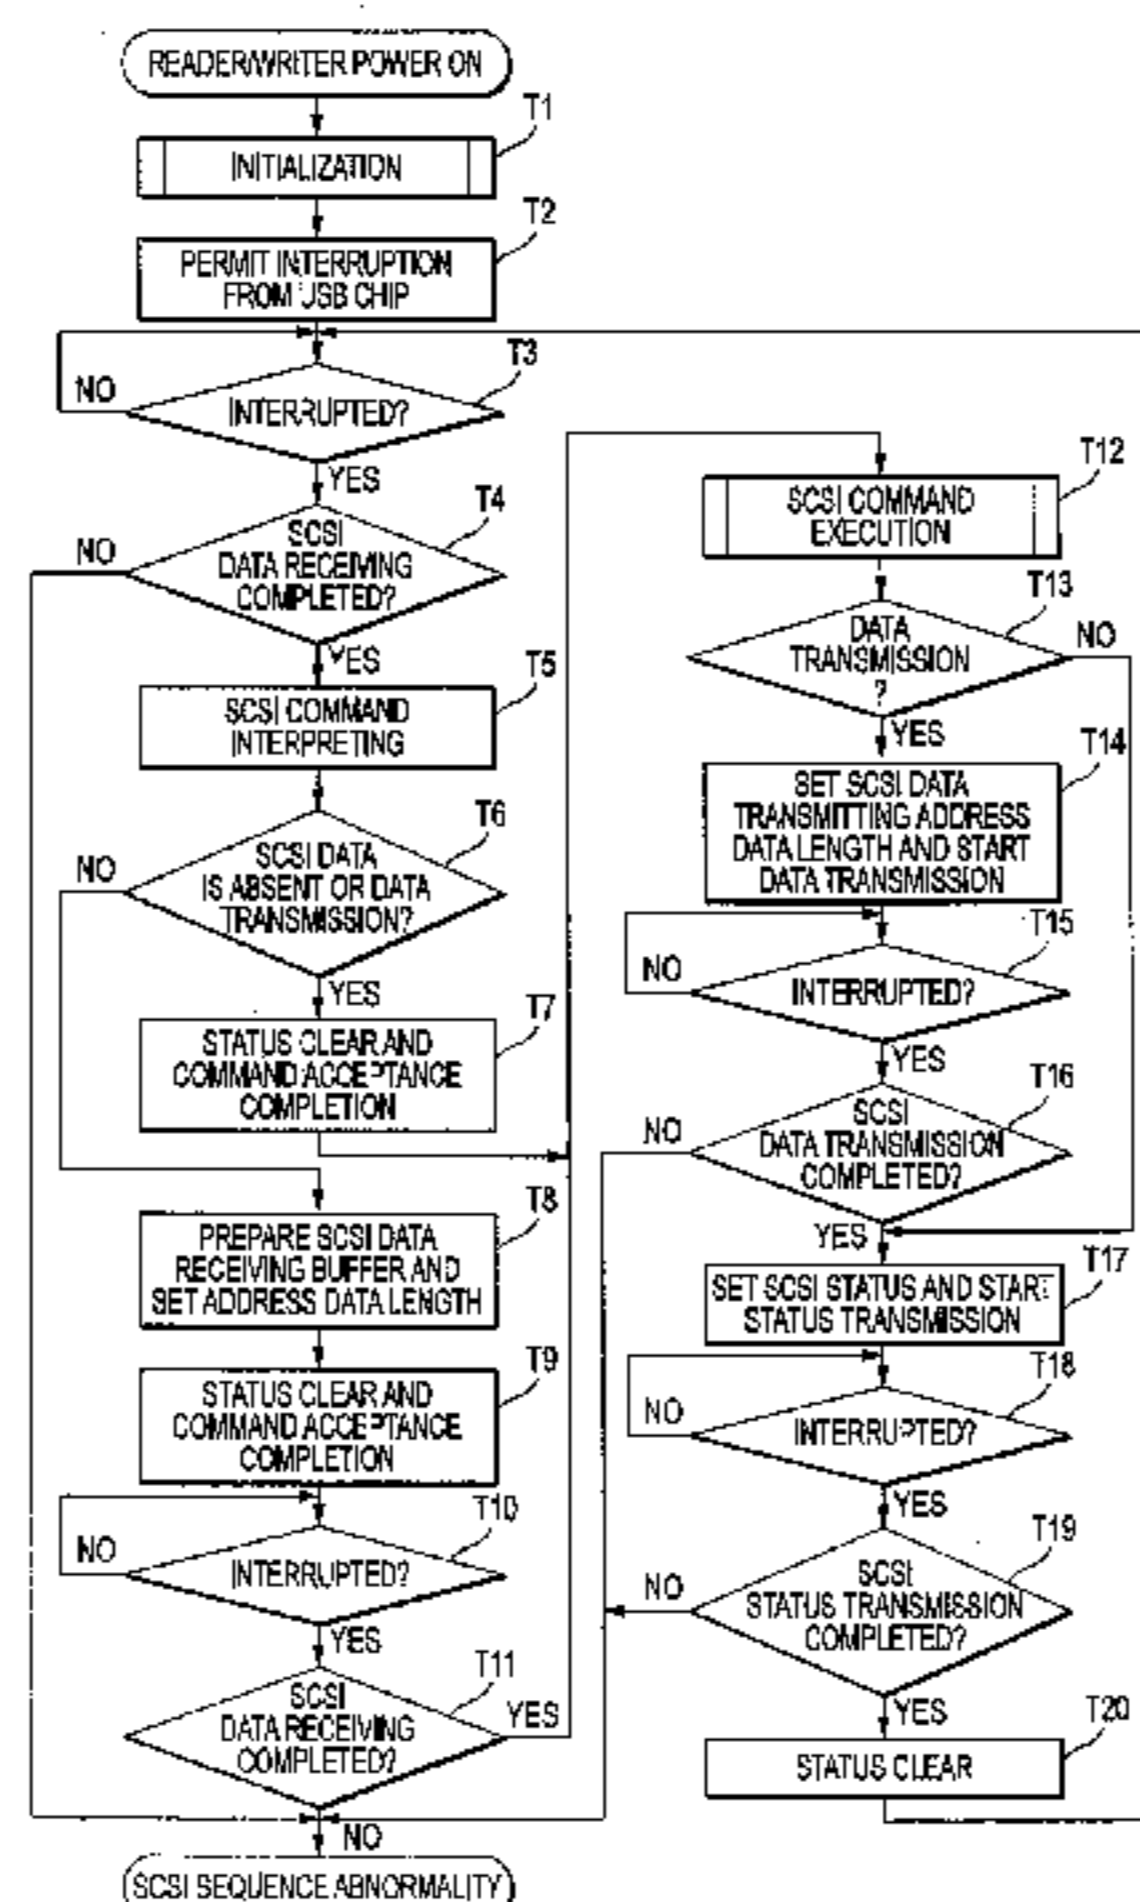 READER/WRITER POWER ON
T1
INITIALIZATION
T2
PERMIT INTERRUPTION
FROM USB CHIP
T3
NO
INTERRUPTED?
YES
T4
NO
SCSI
DATA RECEIVING
COMPLETED?
YES
T5
SCSI COMMAND
INTERPRETING
T6
NO
SCSI DATA
IS ABSENT OR DATA
TRANSMISSION?
YES
T7
STATUS CLEAR AND
COMMAND ACCEPTANCE
COMPLETION
T8
PREPARE SCSI DATA
RECEIVING BUFFER AND
SET ADDRESS DATA LENGTH
T9
STATUS CLEAR AND
COMMAND ACCEPTANCE
COMPLETION
T10
NO
INTERRUPTED?
YES
T11
SCSI
DATA RECEIVING
COMPLETED?
YES
NO
SCSI SEQUENCE ABNORMALITY
T12
SCSI COMMAND
EXECUTION
T13
DATA
TRANSMISSION
?
NO
YES
T14
SET SCSI DATA
TRANSMITTING ADDRESS
DATA LENGTH AND START
DATA TRANSMISSION
T15
NO
INTERRUPTED?
YES
T16
NO
SCSI
DATA TRANSMISSION
COMPLETED?
YES
T17
SET SCSI STATUS AND START
STATUS TRANSMISSION
T18
NO
INTERRUPTED?
YES
T19
NO
SCSI
STATUS TRANSMISSION
COMPLETED?
YES
T20
STATUS CLEAR